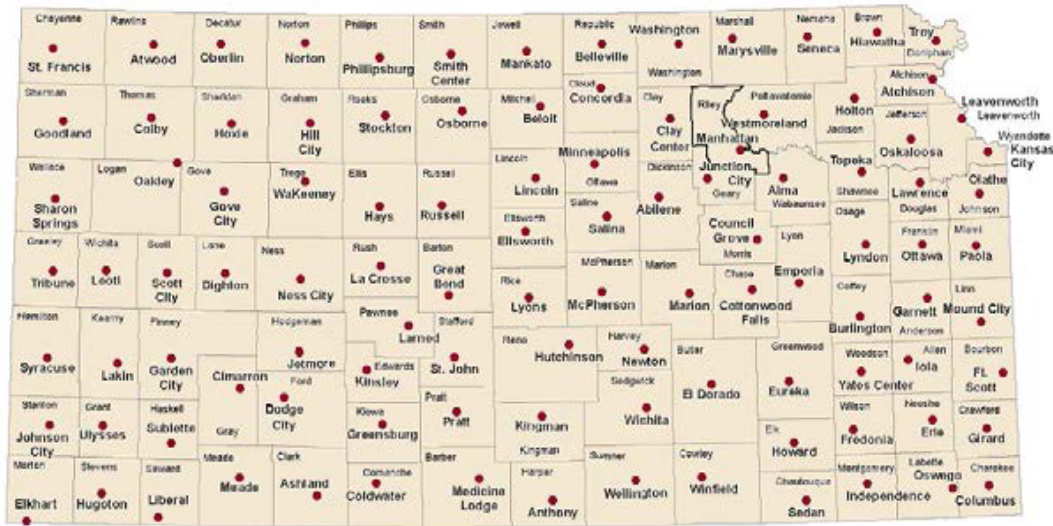 Cheyenne
St. Francis
Rawlins
Atwood
Decatur
Oberlin
Norton
Norton
Phillips
Phillipsburg
Smith
Smith
Center
Jewell
Mankato
Republic
Belleville
Washington
Washington
Marshall
Marysville
Nemaha
Seneca
Brown
Hiawatha
Troy
Doniphan
Sherman
Goodland
Thomas
Colby
Sheridan
Hoxie
Graham
Hill
City
Rooks
Stockton
Osborne
Osborne
Mitchell
Beloit
Cloud
Concordia
Clay
Clay
Center
Riley
Manhattan
Pottawatomie
Westmoreland
Holton
Jackson
Atchison
Atchison
Jefferson
Oskaloosa
Leavenworth
Leavenworth
Wyandotte
Kansas
City
Wallace
Sharon
Springs
Logan
Oakley
Gove
Gove
City
Trego
WaKeeney
Ellis
Hays
Russell
Russell
Lincoln
Lincoln
Ellsworth
Ellsworth
Minneapolis
Ottawa
Saline
Salina
Dickinson
Abilene
Junction
City
Geary
Alma
Wabaunsee
Topeka
Shawnee
Lawrence
Douglas
Olathe
Johnson
Greeley
Tribune
Wichita
Leoti
Scott
Scott
City
Lane
Dighton
Ness
Ness City
Rush
La Crosse
Barton
Great
Bend
Rice
Lyons
McPherson
McPherson
Marion
Marion
Council
Grove
Morris
Chase
Cottonwood
Falls
Lyon
Emporia
Osage
Lyndon
Franklin
Ottawa
Miami
Paola
Coffey
Burlington
Garnett
Anderson
Linn
Mound City
Hamilton
Syracuse
Kearny
Lakin
Finney
Garden
City
Hodgeman
Jetmore
Pawnee
Larned
Stafford
St. John
Edwards
Kinsley
Reno
Hutchinson
Harvey
Newton
Sedgwick
Wichita
Butler
El Dorado
Greenwood
Eureka
Woodson
Yates Center
Allen
Iola
Bourbon
Ft.
Scott
Stanton
Johnson
City
Grant
Ulysses
Haskell
Sublette
Cimarron
Gray
Ford
Dodge
City
Kiowa
Greensburg
Pratt
Pratt
Kingman
Kingman
Elk
Howard
Wilson
Fredonia
Neosho
Erie
Crawford
Girard
Morton
Elkhart
Stevens
Hugoton
Seward
Liberal
Meade
Meade
Clark
Ashland
Comanche
Coldwater
Barber
Medicine
Lodge
Harper
Anthony
Sumner
Wellington
Cowley
Winfield
Chautauqua
Sedan
Montgomery
Independence
Labette
Oswego
Cherokee
Columbus